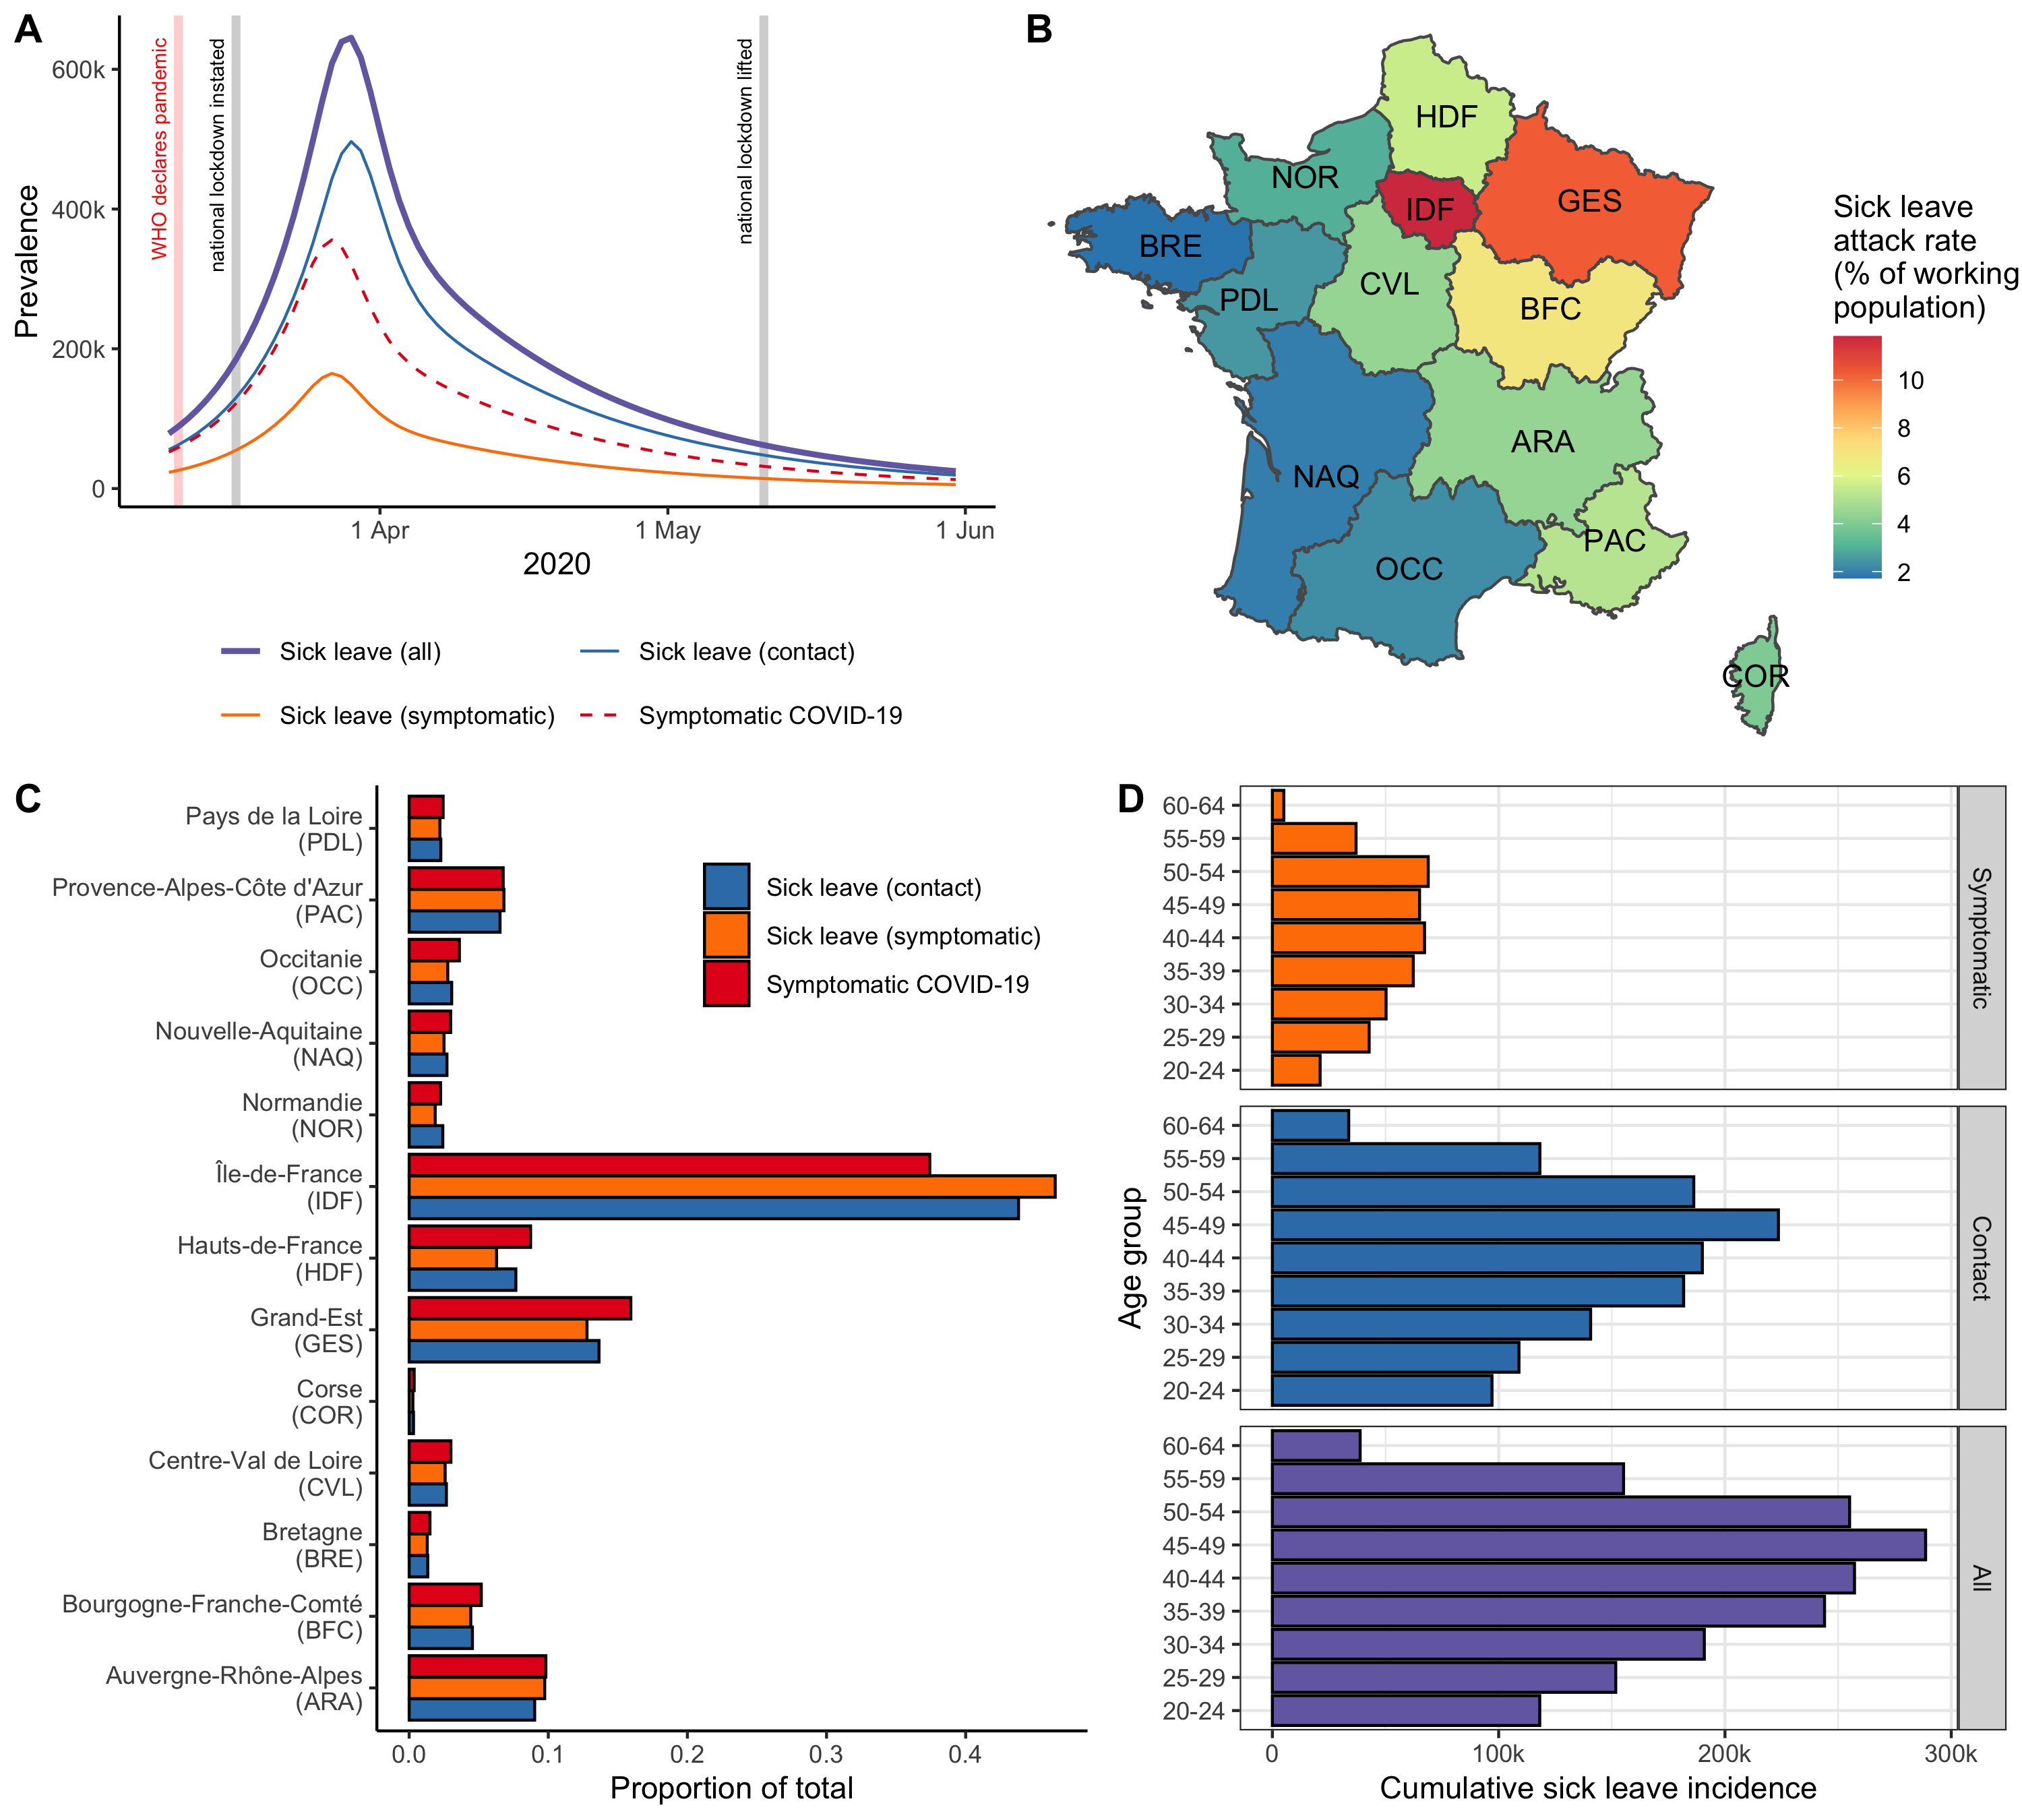 A
Prevalence
600k
400k
200k
0
WHO declares pandemic
national lockdown instated
national lockdown lifted
1 Apr
1 May
1 Jun
2020
Sick leave (all)
Sick leave (contact)
Sick leave (symptomatic)
Symptomatic COVID-19
B
HDF
NOR
IDF
GES
BRE
PDL
CVL
BFC
ARA
NAQ
PAC
OCC
COR
Sick leave
attack rate
(% of working
population)
10
8
6
4
2
C
Pays de la Loire
(PDL)
Provence-Alpes-Côte d'Azur
(PAC)
Occitanie
(OCC)
Nouvelle-Aquitaine
(NAQ)
Normandie
(NOR)
Île-de-France
(IDF)
Hauts-de-France
(HDF)
Grand-Est
(GES)
Corse
(COR)
Centre-Val de Loire
(CVL)
Bretagne
(BRE)
Bourgogne-Franche-Comté
(BFC)
Auvergne-Rhône-Alpes
(ARA)
0.0
0.1
0.2
0.3
0.4
Proportion of total
Sick leave (contact)
Sick leave (symptomatic)
Symptomatic COVID-19
D
Age group
60-64
55-59
50-54
45-49
40-44
35-39
30-34
25-29
20-24
Symptomatic
60-64
55-59
50-54
45-49
40-44
35-39
30-34
25-29
20-24
Contact
60-64
55-59
50-54
45-49
40-44
35-39
30-34
25-29
20-24
All
0
100k
200k
300k
Cumulative sick leave incidence